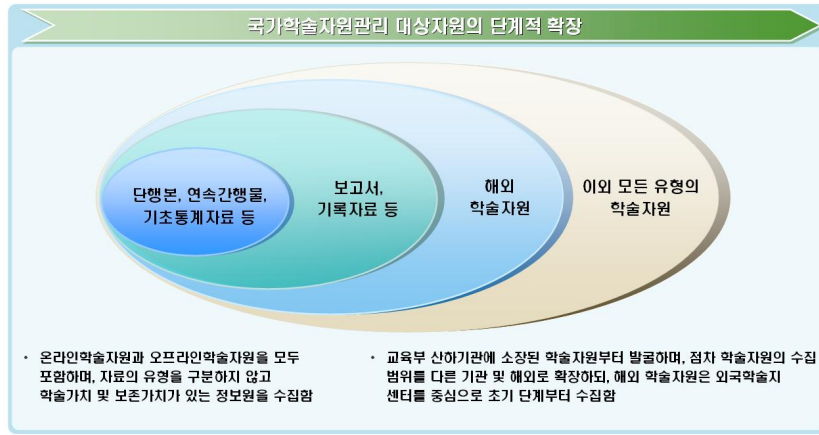 국가학술자원관리 대상자원의 단계적 확장
단행본, 연속간행물,
기초통계자료 등
보고서,
기록자료 등
해외
학술자원
이외 모든 유형의
학술자원
• 온라인학술자원과 오프라인학술자원을 모두
포함하며, 자료의 유형을 구분하지 않고
학술가치 및 보존가치가 있는 정보원을 수집함
• 교육부 산하기관에 소장된 학술자원부터 발굴하며, 점차 학술자원의 수집
범위를 다른 기관 및 해외로 확장하되, 해외 학술자원은 외국학술지
센터를 중심으로 초기 단계부터 수집함